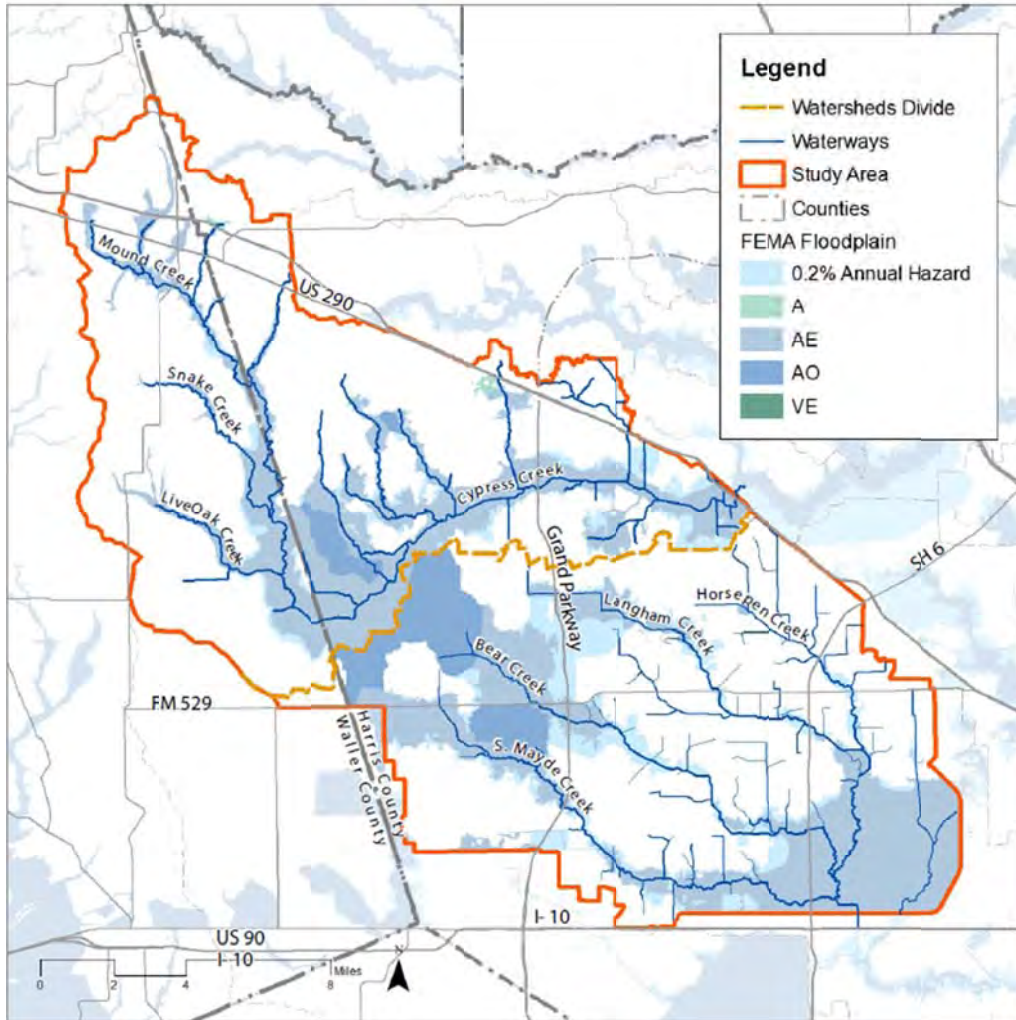 Legend
Watersheds Divide
Waterways
Study Area
Counties
FEMA Floodplain
0.2% Annual Hazard
A
AE
AO
VE
Mound Creek
US 290
Snake Creek
LiveOak Creek
Cypress Creek
Grand Parkway
SH 6
Langham Creek
Horsepen Creek
Bear Creek
FM 529
S. Mayde Creek
Harris County
Waller County
I-10
US 90
I-10
N
Miles
0 2 4 8